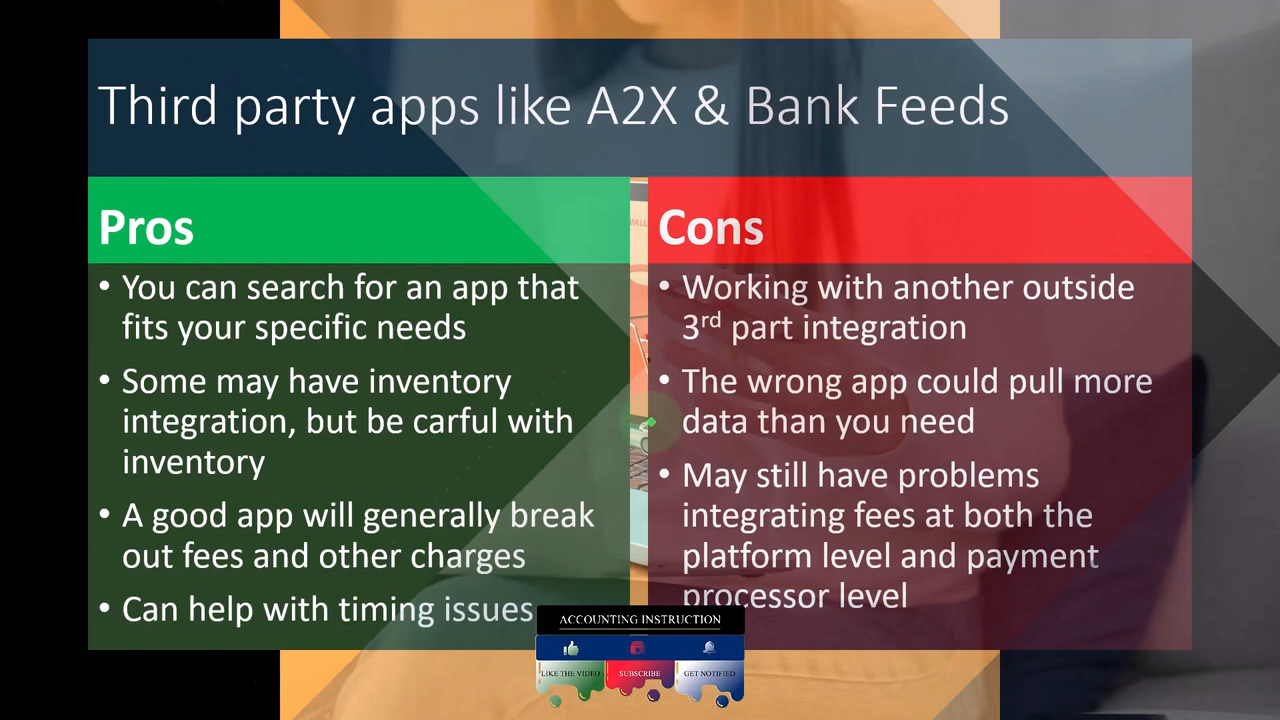 Third party apps like A2X & Bank Feeds
Pros
• You can search for an app that
fits your specific needs
• Some may have inventory
integration, but be carful with
inventory
• A good app will generally break
out fees and other charges
• Can help with timing issues
Cons
• Working with another outside
3rd part integration
• The wrong app could pull more
data than you need
• May still have problems
integrating fees at both the
platform level and payment
processor level
ACCOUNTING INSTRUCTION
LIKE THE VIDEO
SUBSCRIBE
GET NOTIFIED